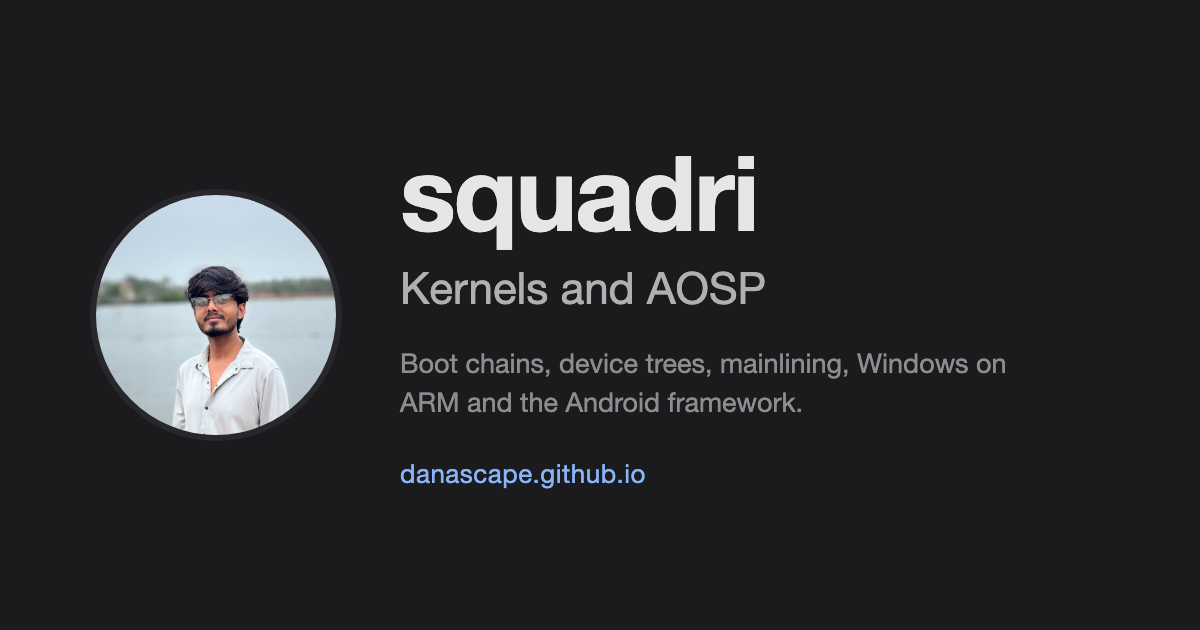 squadri
Kernels and AOSP
Boot chains, device trees, mainlining, Windows on
ARM and the Android framework.
danascape.github.io